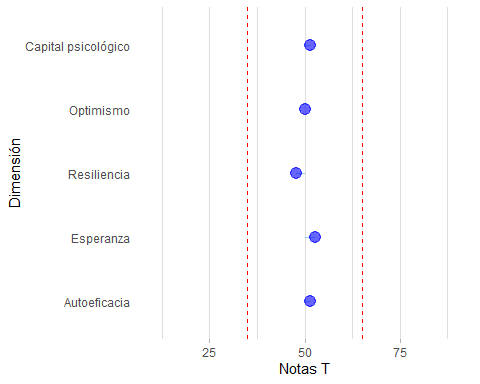 Capital psicológico
Optimismo
Resiliencia
Esperanza
Autoeficacia
Dimensión
25 50 75
Notas T